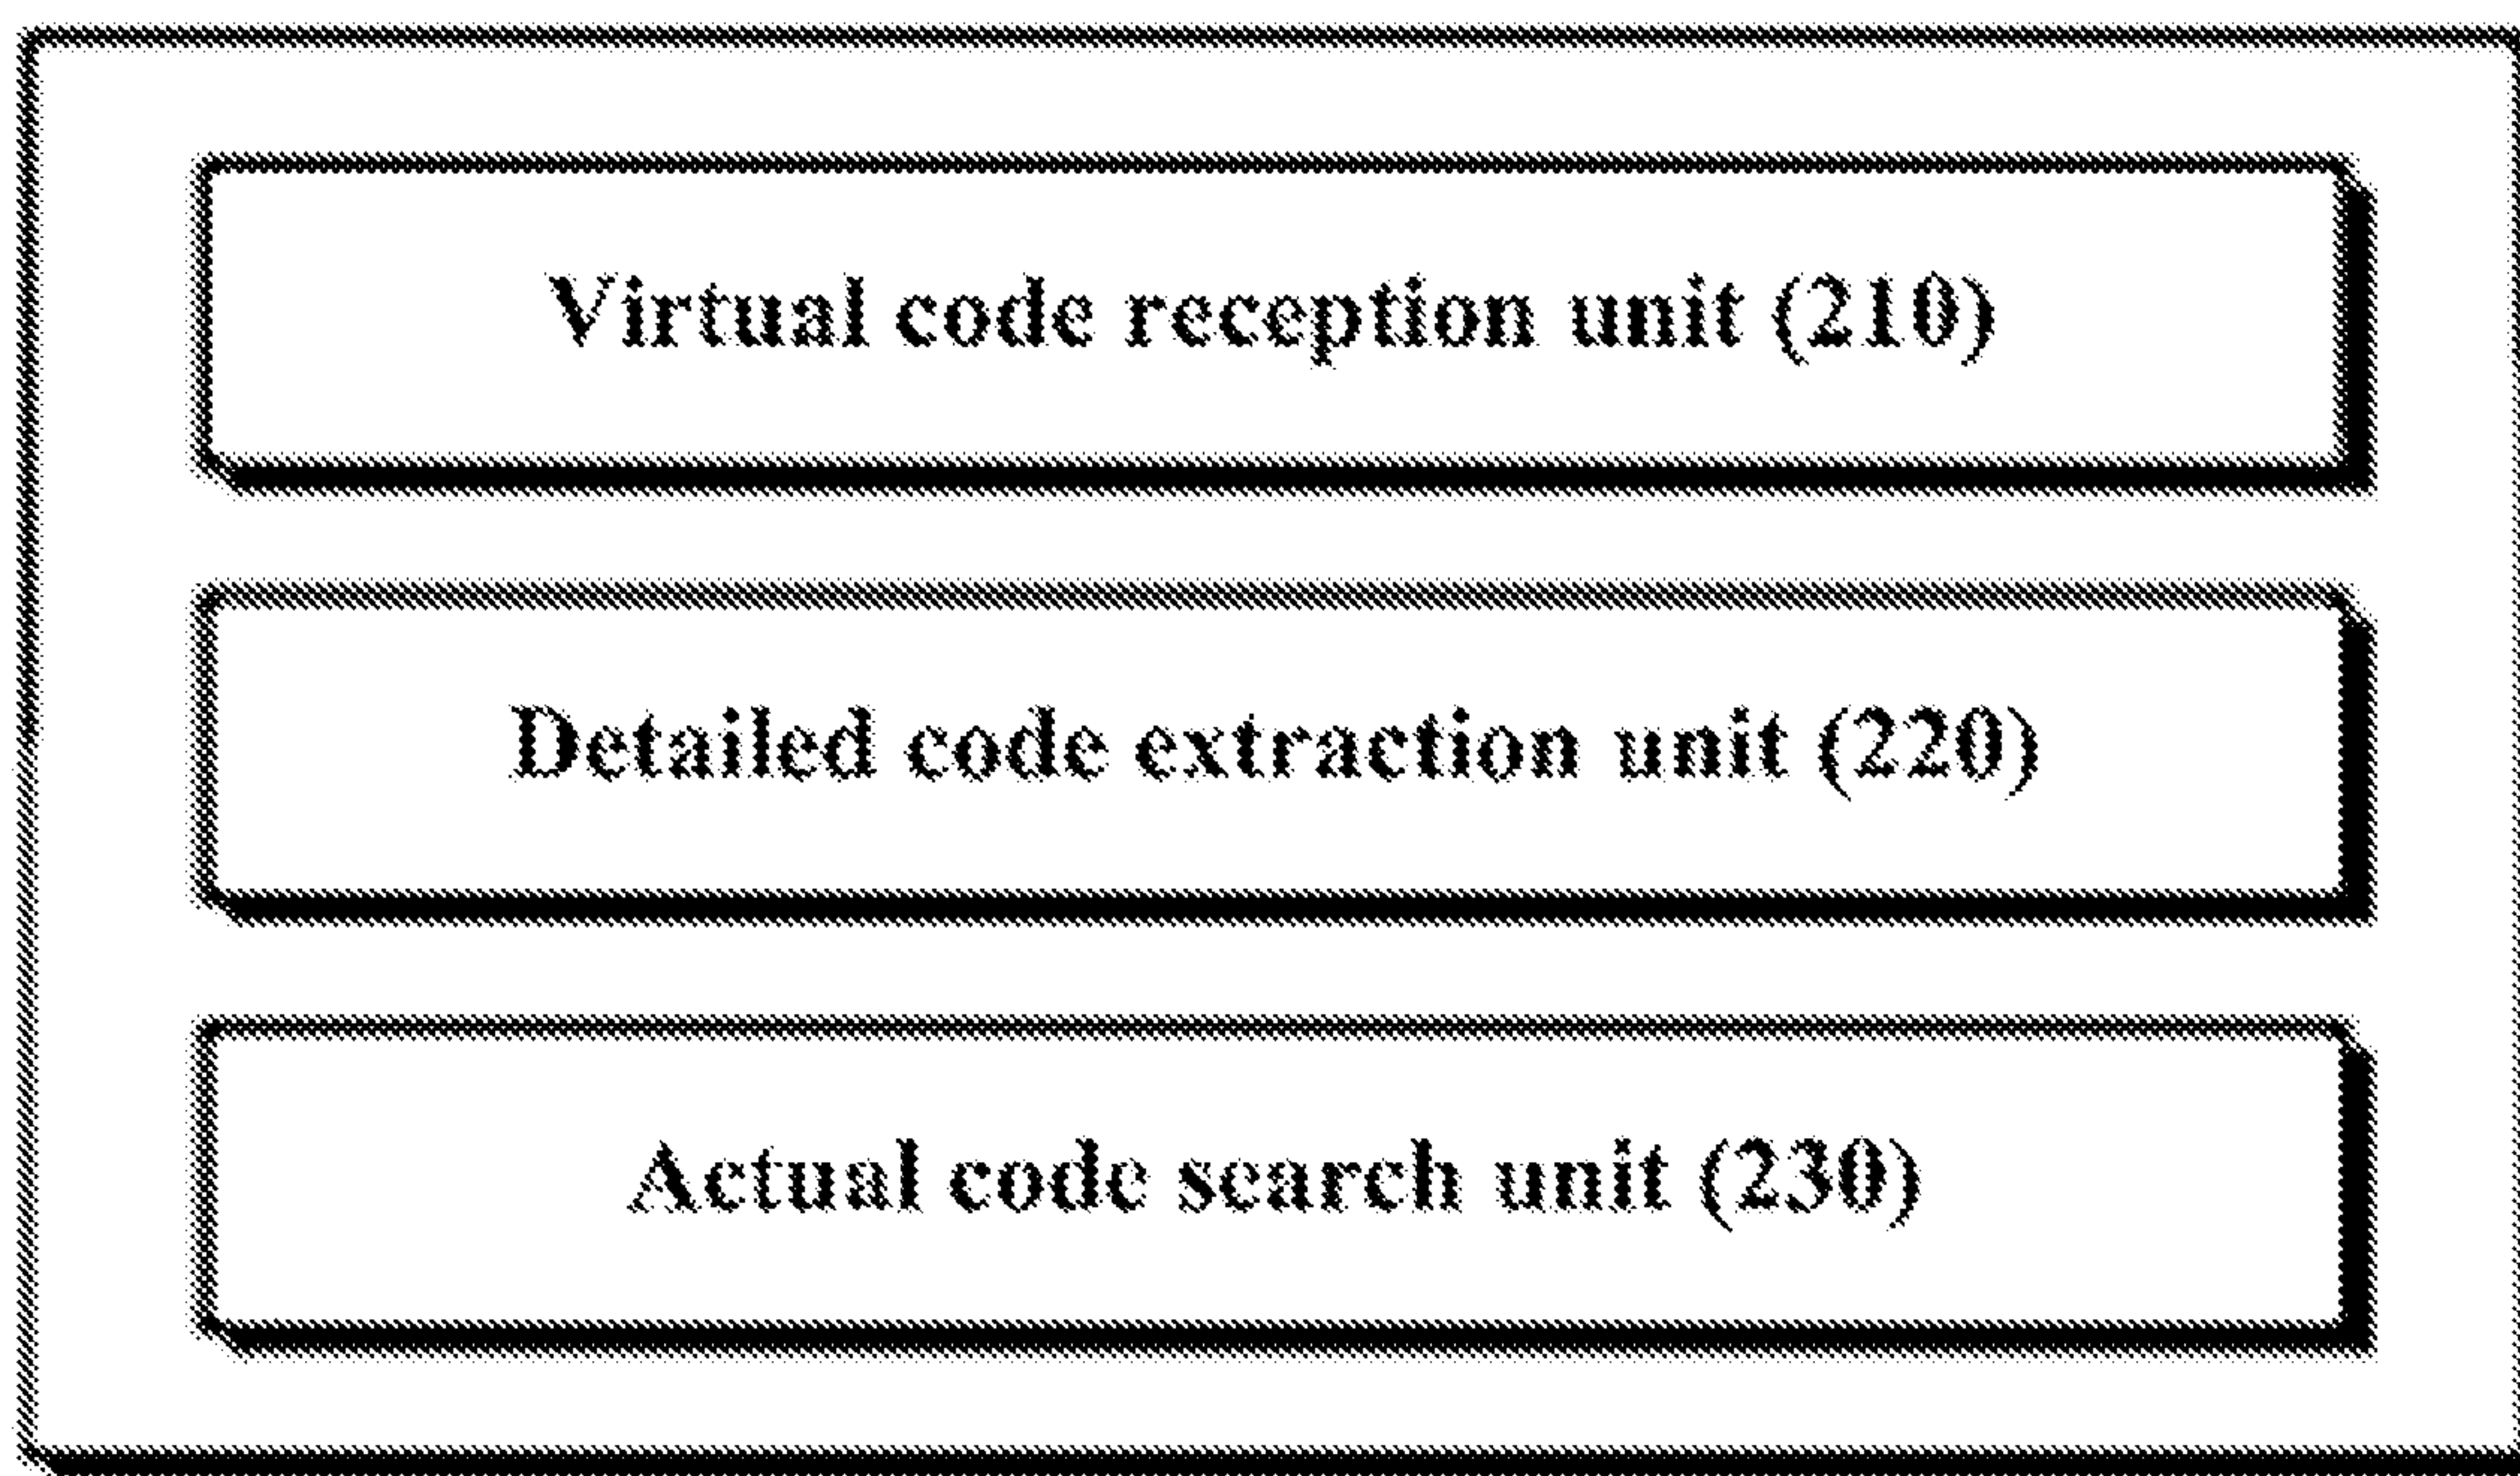 Virtual code reception unit (210)
Detailed code extraction unit (220)
Actual code search unit (230)